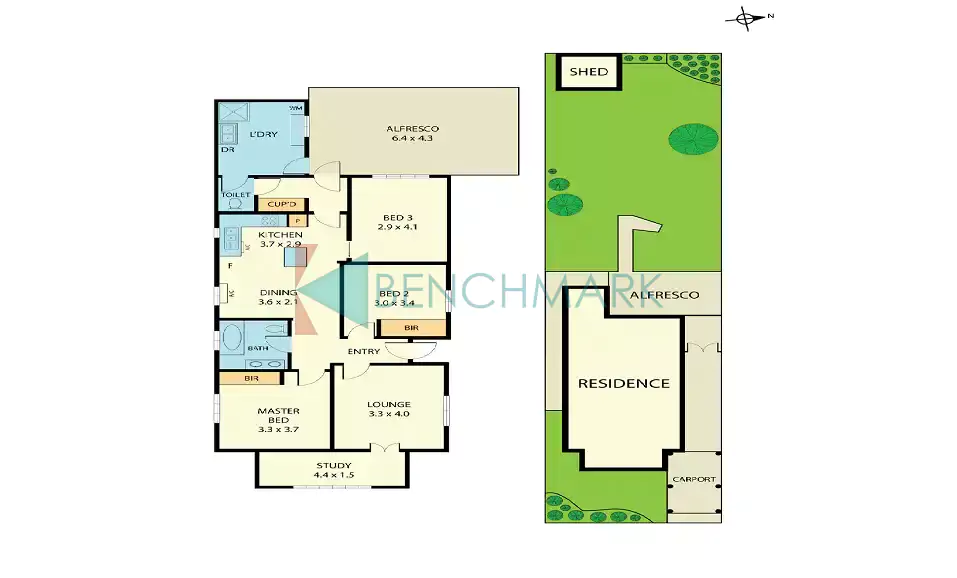 N
SHED
W/M
L'DRY
DR
ALFRESCO
6.4 x 4.3
TOILET
CUP'D
P
BED 3
2.9 x 4.1
KITCHEN
3.7 x 2.9
F
DINING
3.6 x 2.1
BENCHMARK
BED 2
3.0 x 3.4
BIR
BATH
ENTRY
BIR
MASTER
BED
3.3 x 3.7
LOUNGE
3.3 x 4.0
STUDY
4.4 x 1.5
ALFRESCO
RESIDENCE
CARPORT